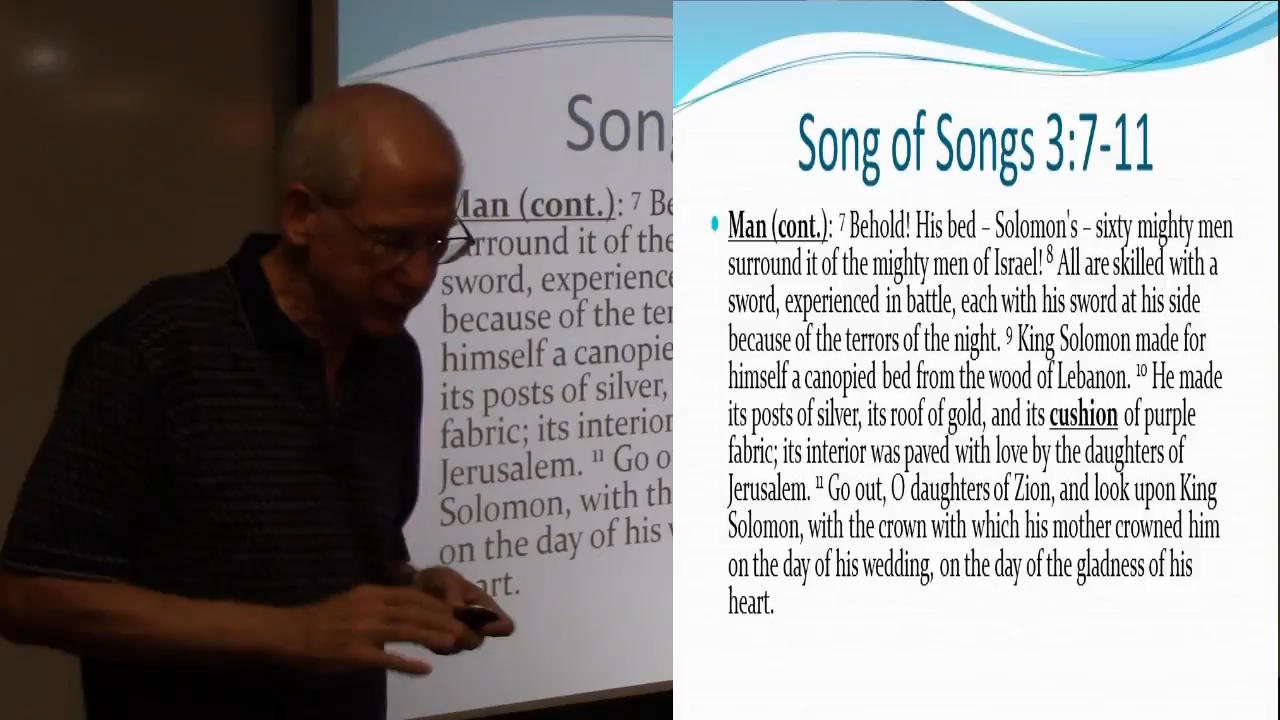 Son
Man (cont.): ⁷ Be
urround it of the
sword, experience
because of the ter
himself a canopie
its posts of silver,
fabric; its interior
Jerusalem. ¹¹ Go o
Solomon, with th
on the day of his
eart.
Song of Songs 3:7-11
• Man (cont.): ⁷ Behold! His bed – Solomon's – sixty mighty men
surround it of the mighty men of Israel! ⁸ All are skilled with a
sword, experienced in battle, each with his sword at his side
because of the terrors of the night. ⁹ King Solomon made for
himself a canopied bed from the wood of Lebanon. ¹⁰ He made
its posts of silver, its roof of gold, and its cushion of purple
fabric; its interior was paved with love by the daughters of
Jerusalem. ¹¹ Go out, O daughters of Zion, and look upon King
Solomon, with the crown with which his mother crowned him
on the day of his wedding, on the day of the gladness of his
heart.